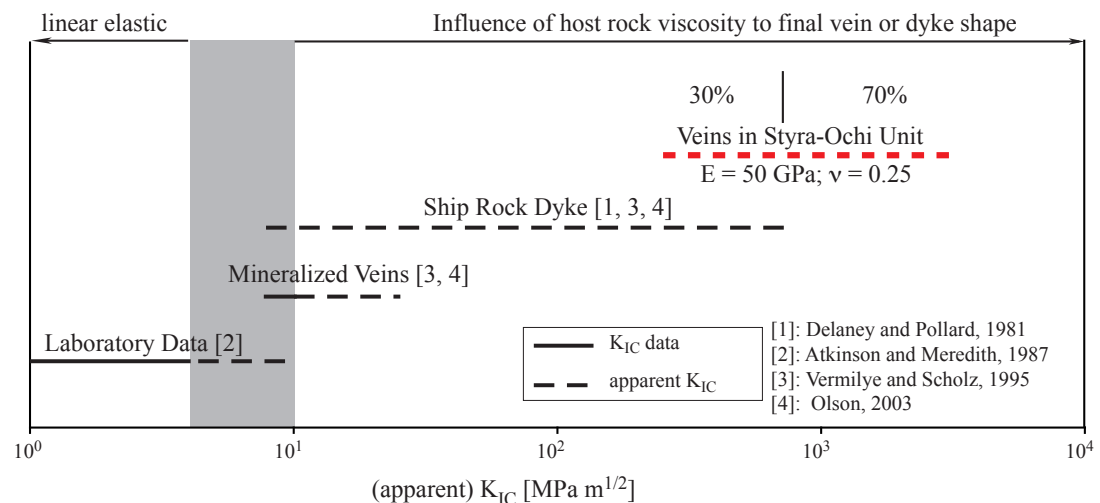 linear elastic
Influence of host rock viscosity to final vein or dyke shape
30%
70%
Veins in Styra-Ochi Unit
E = 50 GPa; ν = 0.25
Ship Rock Dyke [1, 3, 4]
Mineralized Veins [3, 4]
Laboratory Data [2]
K_IC data
apparent K_IC
[1]: Delaney and Pollard, 1981
[2]: Atkinson and Meredith, 1987
[3]: Vermilye and Scholz, 1995
[4]: Olson, 2003
10^0
10^1
10^2
10^3
10^4
(apparent) K_IC [MPa m^1/2]